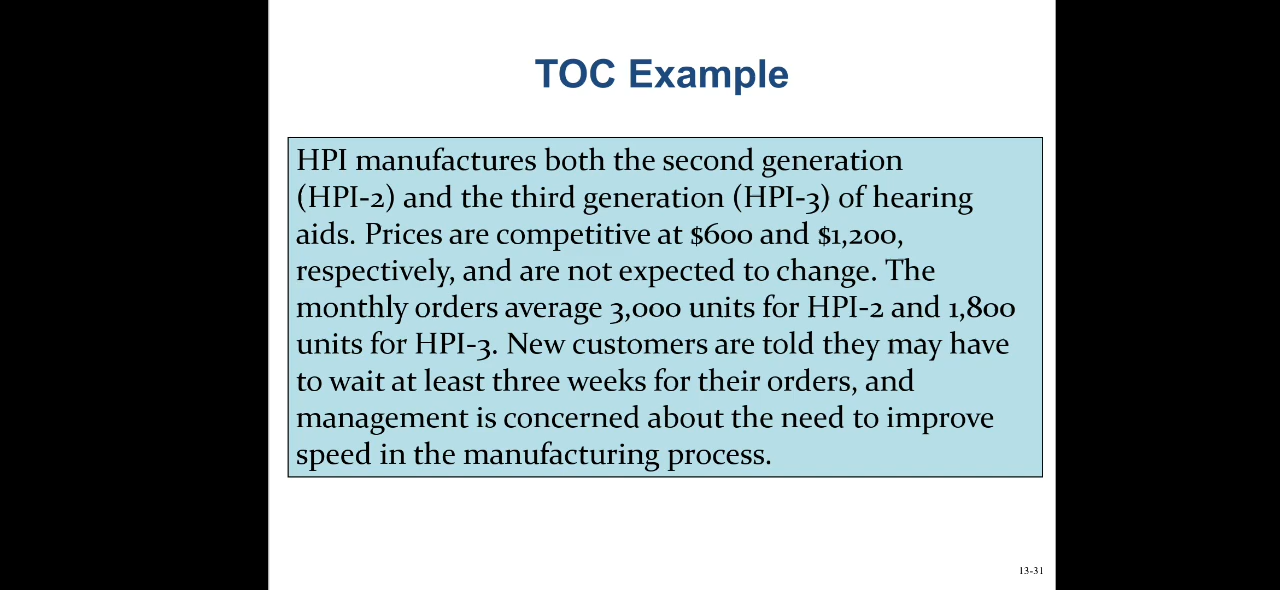 TOC Example
HPI manufactures both the second generation
(HPI-2) and the third generation (HPI-3) of hearing
aids. Prices are competitive at $600 and $1,200,
respectively, and are not expected to change. The
monthly orders average 3,000 units for HPI-2 and 1,800
units for HPI-3. New customers are told they may have
to wait at least three weeks for their orders, and
management is concerned about the need to improve
speed in the manufacturing process.
13-31